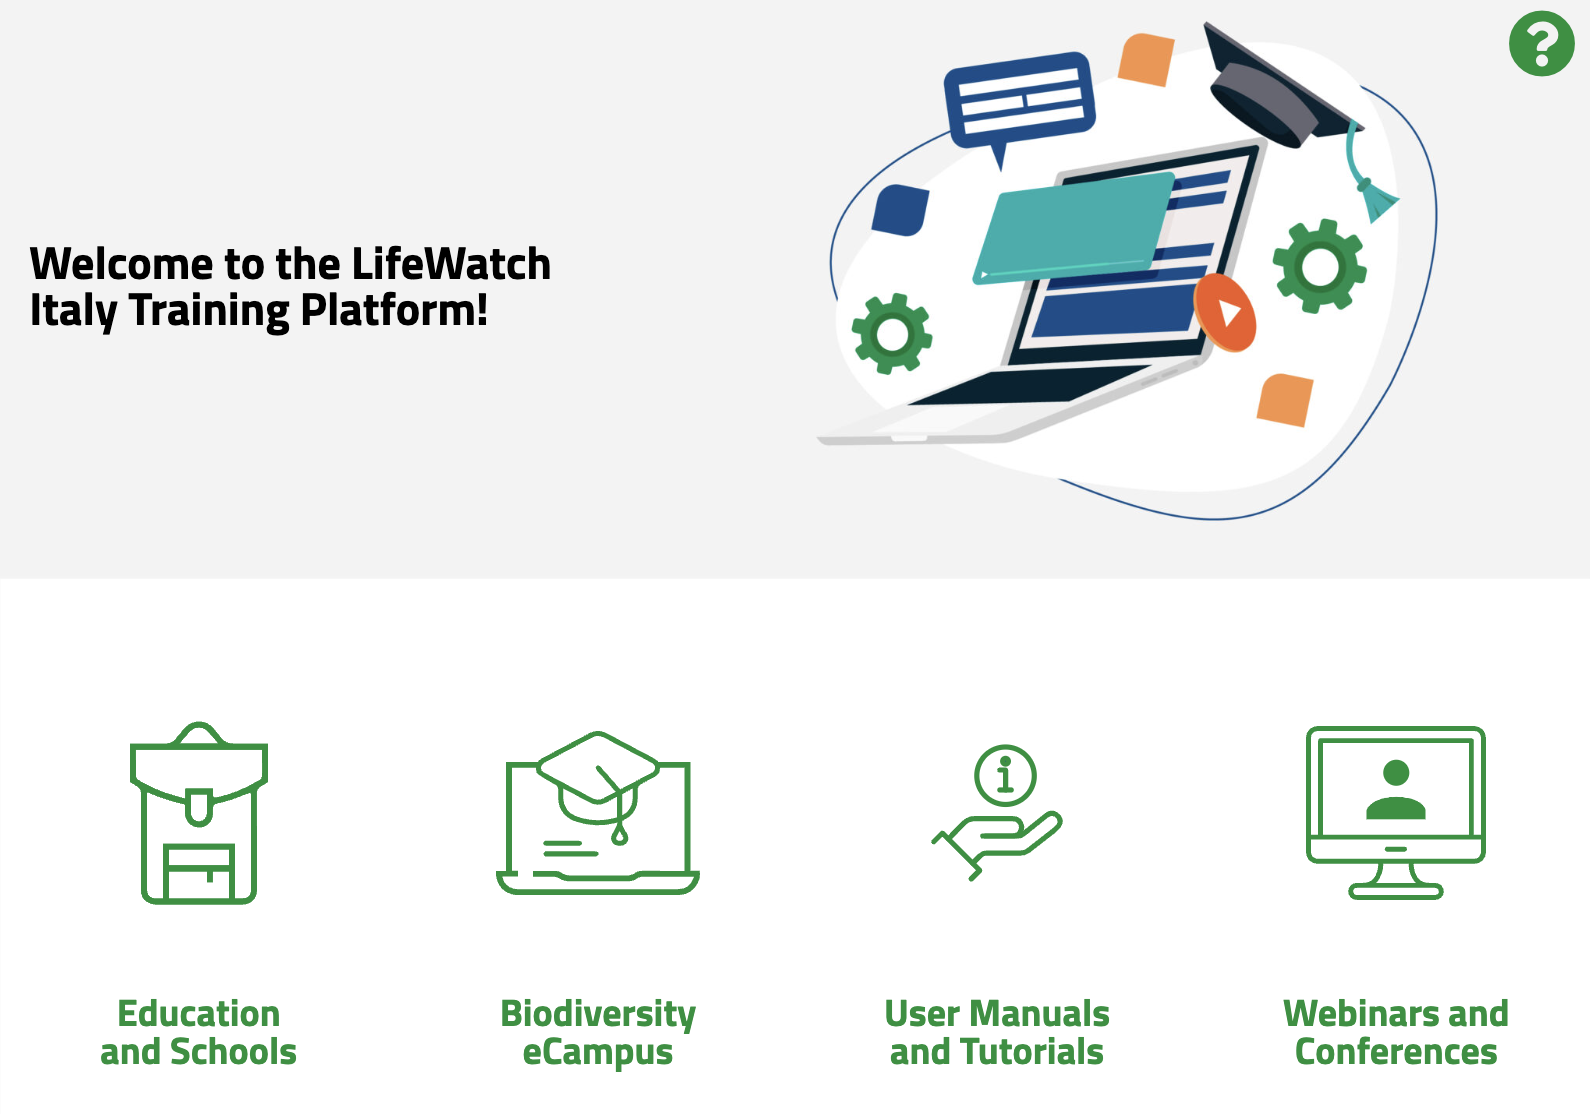 ?
Welcome to the LifeWatch
Italy Training Platform!
i
Education
and Schools
Biodiversity
eCampus
User Manuals
and Tutorials
Webinars and
Conferences